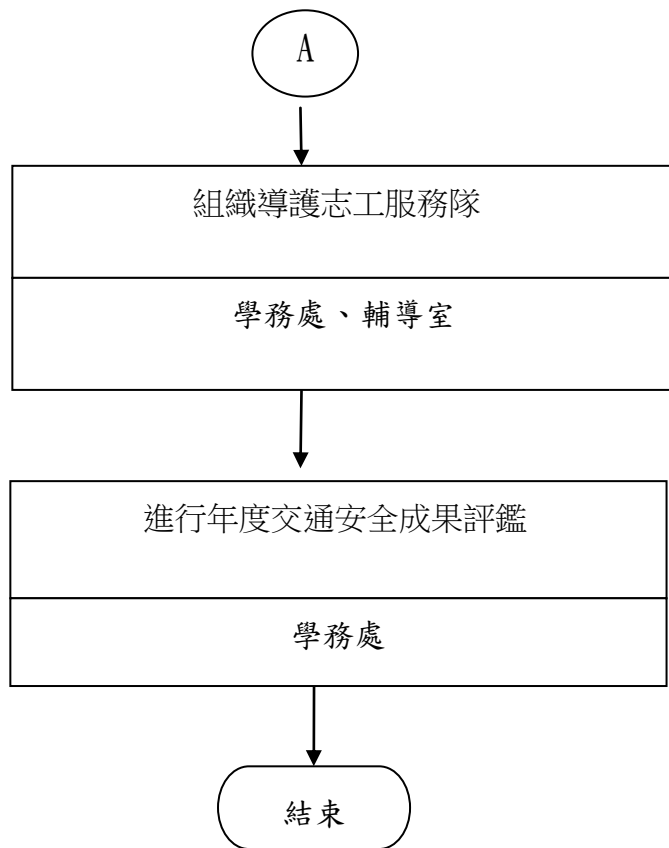 A
組織導護志工服務隊
學務處、輔導室
進行年度交通安全成果評鑑
學務處
結束